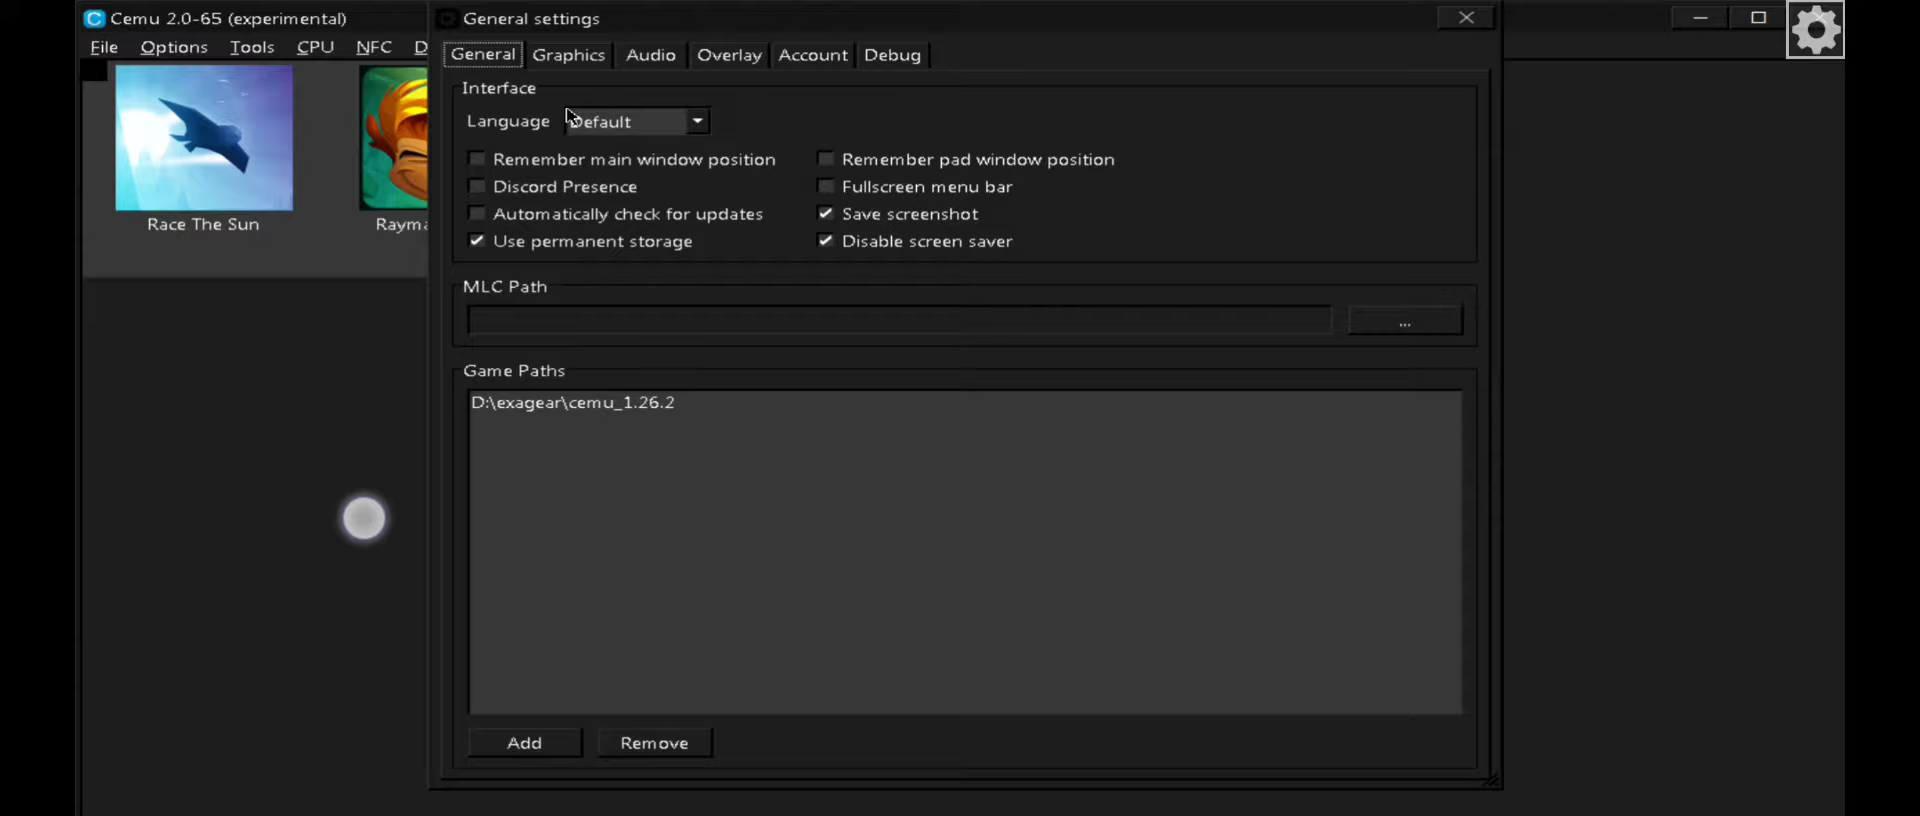 Cemu 2.0-65 (experimental)
File Options Tools CPU NFC D
Race The Sun
Rayma
General settings
General Graphics Audio Overlay Account Debug
Interface
Language Default
Remember main window position
Remember pad window position
Discord Presence
Fullscreen menu bar
Automatically check for updates
Save screenshot
Use permanent storage
Disable screen saver
MLC Path
...
Game Paths
D:\exagear\cemu_1.26.2
Add
Remove